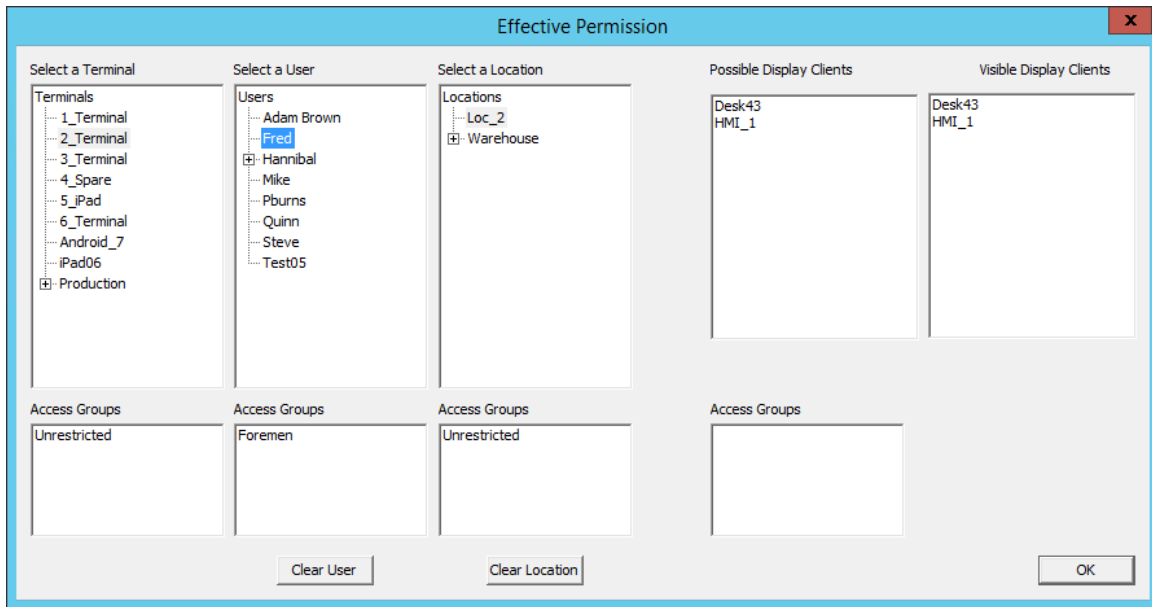 Effective Permission
x
Select a Terminal
Select a User
Select a Location
Possible Display Clients
Visible Display Clients
Terminals
1_Terminal
2_Terminal
3_Terminal
4_Spare
5_iPad
6_Terminal
Android_7
iPad06
Production
Users
Adam Brown
Fred
Hannibal
Mike
Pburns
Quinn
Steve
Test05
Locations
Loc_2
Warehouse
Desk43
HMI_1
Desk43
HMI_1
Access Groups
Access Groups
Access Groups
Access Groups
Unrestricted
Foremen
Unrestricted
Clear User
Clear Location
OK